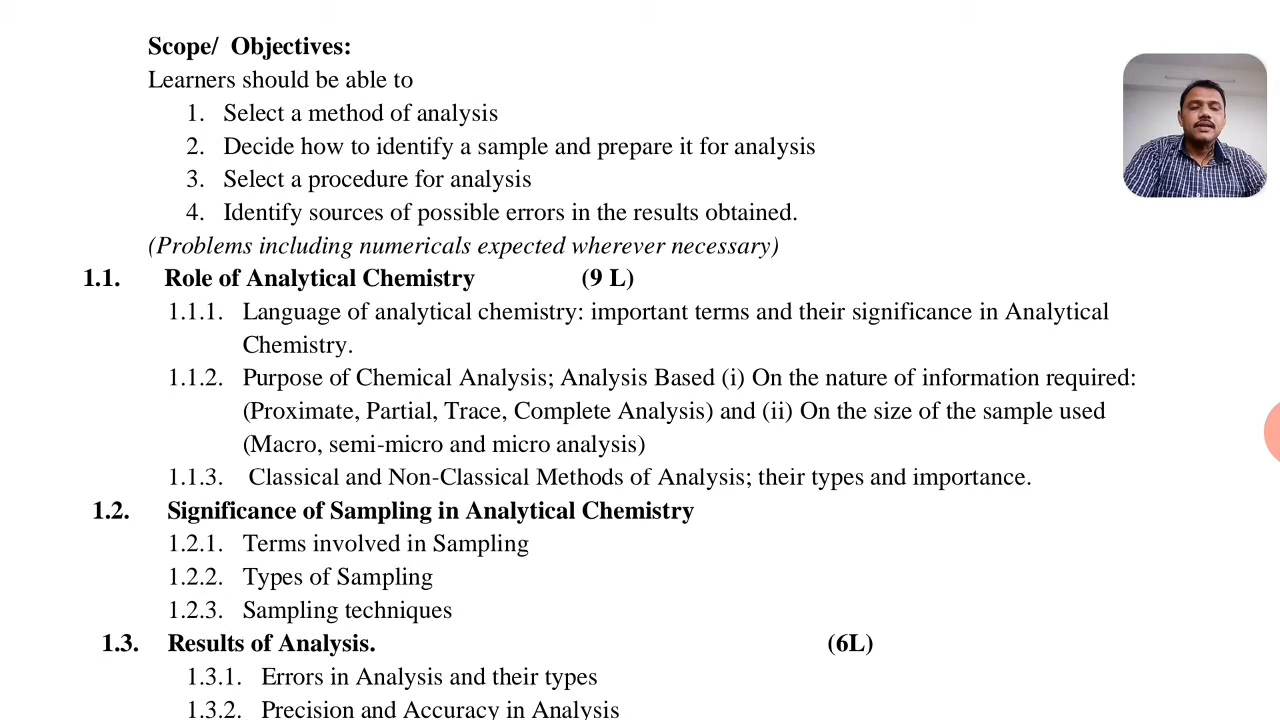 Scope/  Objectives:
Learners should be able to
1. Select a method of analysis
2. Decide how to identify a sample and prepare it for analysis
3. Select a procedure for analysis
4. Identify sources of possible errors in the results obtained.
(Problems including numericals expected wherever necessary)
1.1. Role of Analytical Chemistry (9 L)
1.1.1. Language of analytical chemistry: important terms and their significance in Analytical
Chemistry.
1.1.2. Purpose of Chemical Analysis; Analysis Based (i) On the nature of information required:
(Proximate, Partial, Trace, Complete Analysis) and (ii) On the size of the sample used
(Macro, semi-micro and micro analysis)
1.1.3. Classical and Non-Classical Methods of Analysis; their types and importance.
1.2. Significance of Sampling in Analytical Chemistry
1.2.1. Terms involved in Sampling
1.2.2. Types of Sampling
1.2.3. Sampling techniques
1.3. Results of Analysis. (6L)
1.3.1. Errors in Analysis and their types
1.3.2. Precision and Accuracy in Analysis